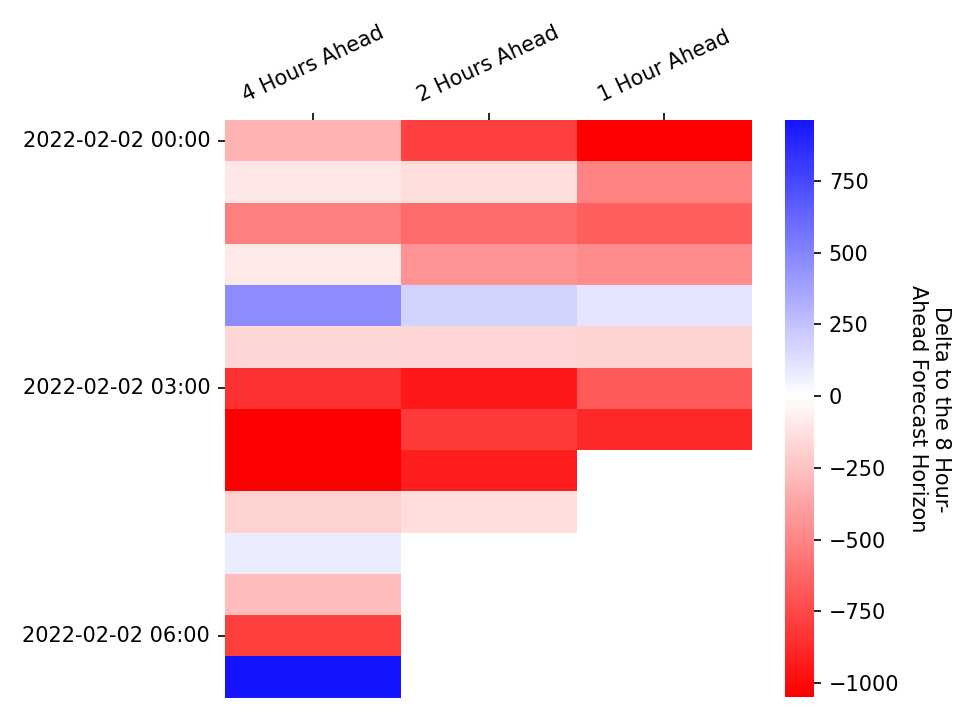 4 Hours Ahead
2 Hours Ahead
1 Hour Ahead
2022-02-02 00:00
2022-02-02 03:00
2022-02-02 06:00
750
500
250
0
−250
−500
−750
−1000
Delta to the 8 Hour-
Ahead Forecast Horizon